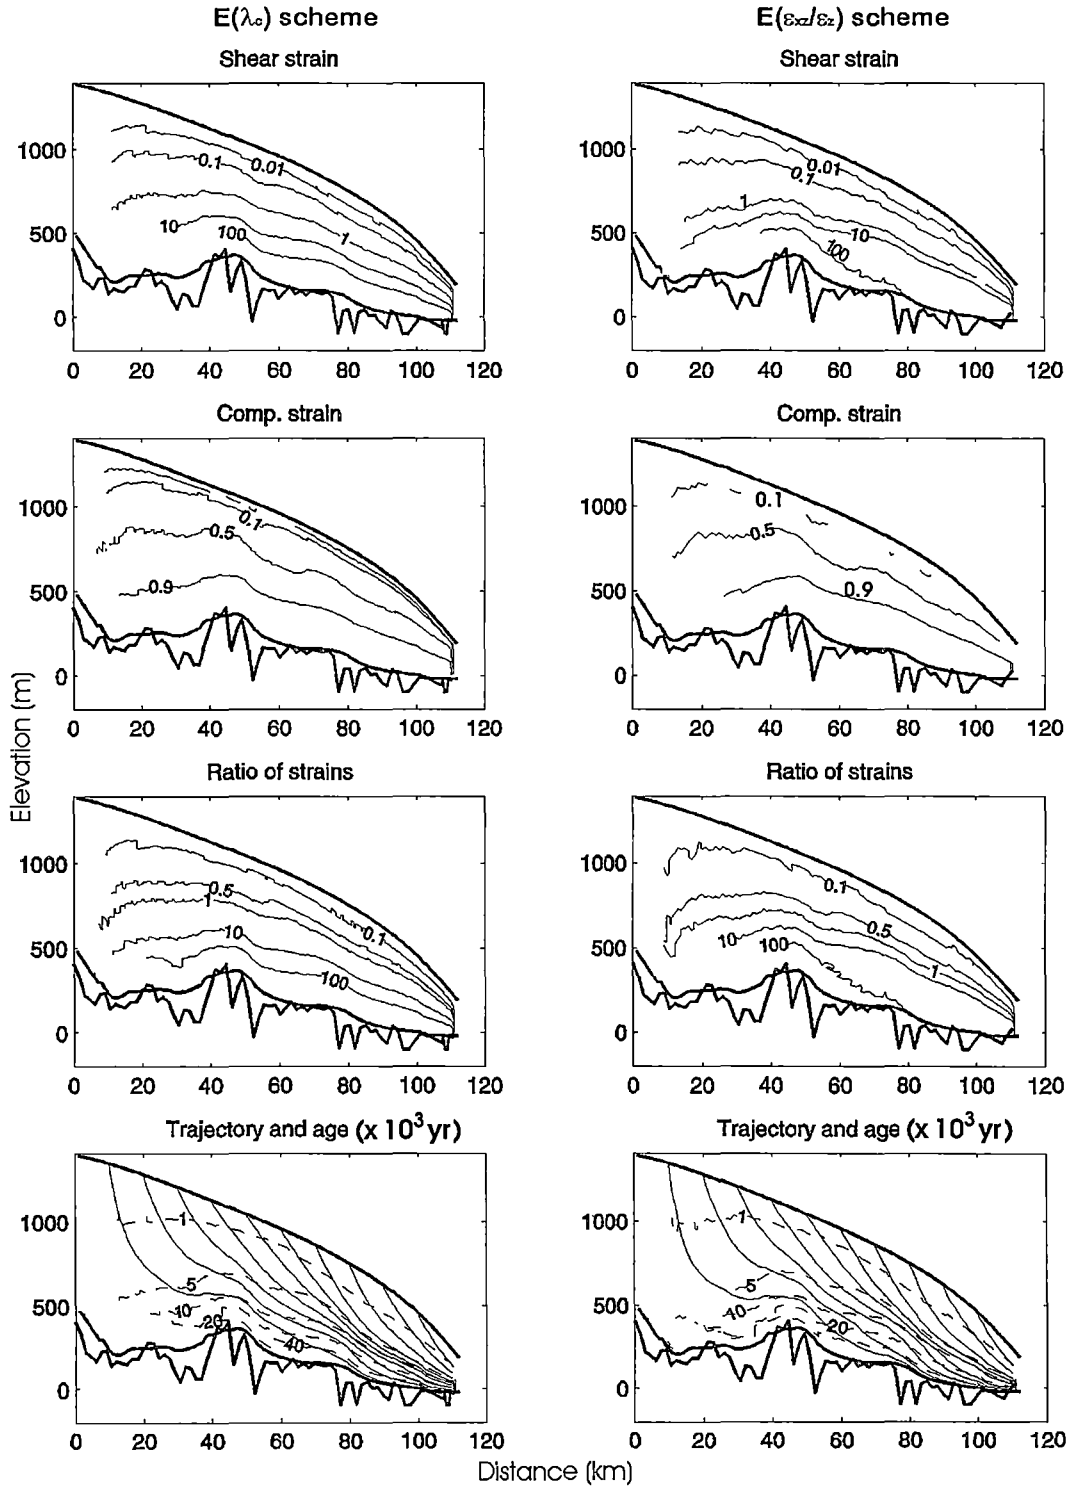 E(λc) scheme
E(εxz/εz) scheme
Shear strain
Shear strain
1000
500
0
0.01
0.1
1
10
100
0 20 40 60 80 100 120
1000
500
0
0.01
0.1
1
10
100
0 20 40 60 80 100 120
Comp. strain
Comp. strain
1000
500
0
0.1
0.5
0.9
0 20 40 60 80 100 120
1000
500
0
0.1
0.5
0.9
0 20 40 60 80 100 120
Elevation (m)
Ratio of strains
Ratio of strains
1000
500
0
0.5
1
0.1
10
100
0 20 40 60 80 100 120
1000
500
0
0.1
0.5
10
100
1
0 20 40 60 80 100 120
Trajectory and age (x 10³ yr)
Trajectory and age (x 10³ yr)
1000
500
0
1
5
10
20
40
0 20 40 60 80 100 120
1000
500
0
1
5
10
20
0 20 40 60 80 100 120
Distance (km)